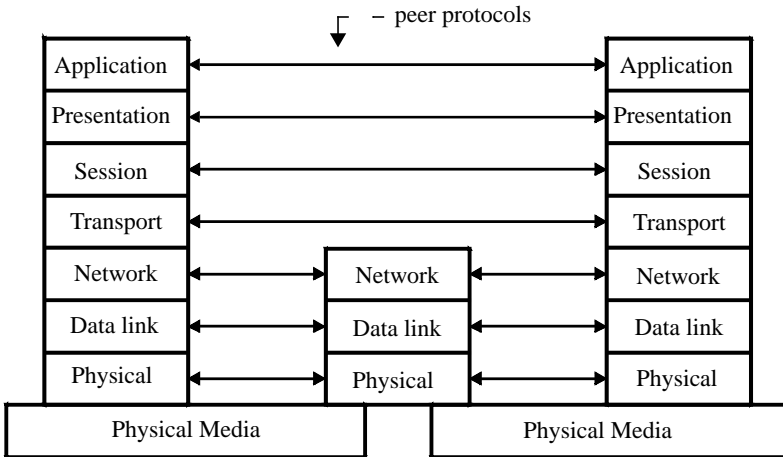 – peer protocols
Application Application
Presentation Presentation
Session Session
Transport Transport
Network Network Network
Data link Data link Data link
Physical Physical Physical
Physical Media Physical Media